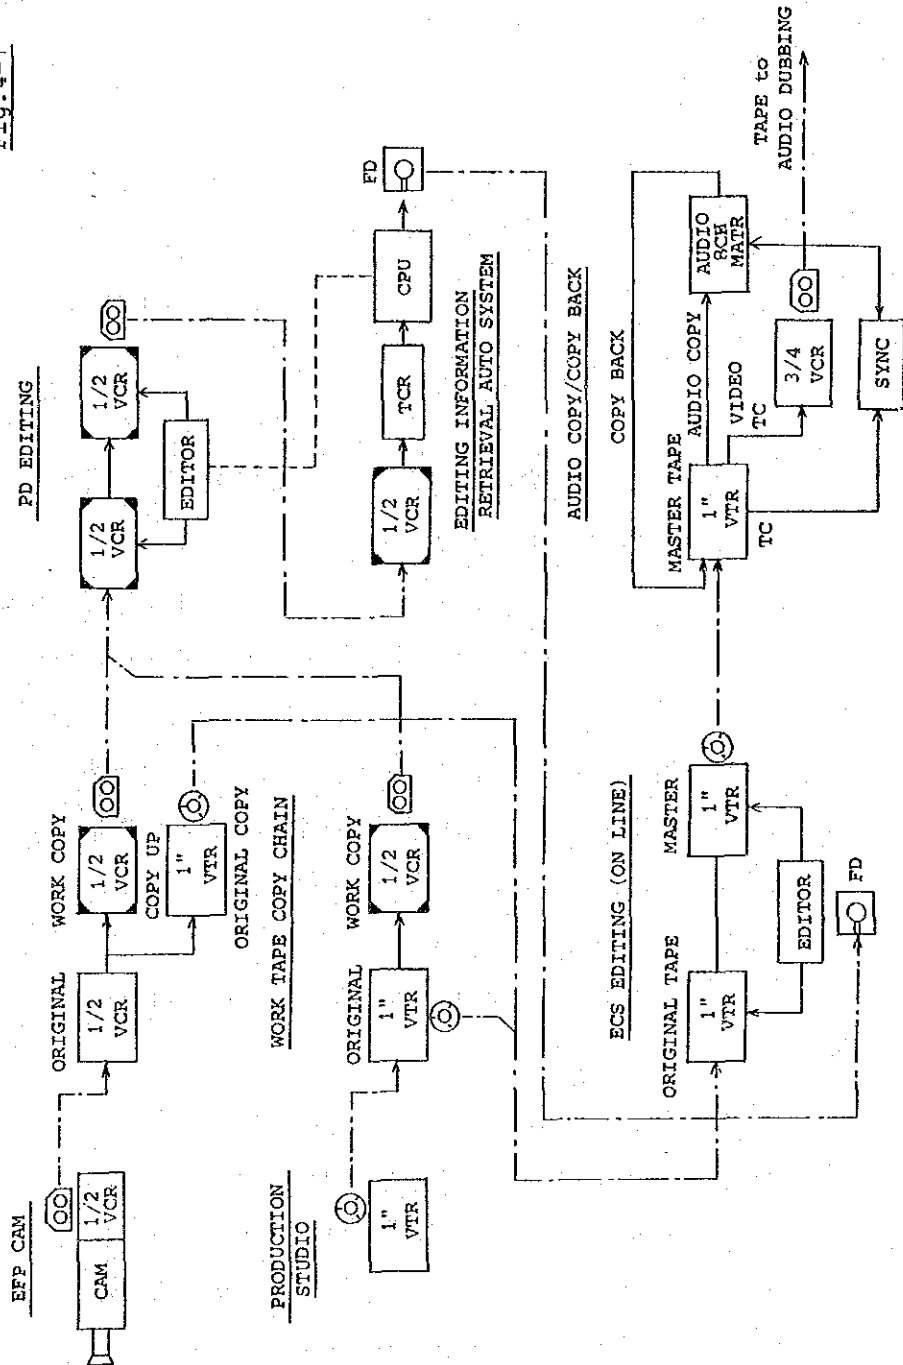 Fig.4-
EFP CAM
CAM
1/2
VCR
ORIGINAL
1/2
VCR
WORK COPY
1/2
VCR
COPY UP
1"
VTR
ORIGINAL COPY
PD EDITING
1/2
VCR
1/2
VCR
EDITOR
WORK TAPE COPY CHAIN
PRODUCTION
STUDIO
1"
VTR
ORIGINAL
1"
VTR
WORK COPY
1/2
VCR
1/2
VCR
TCR
CPU
FD
EDITING INFORMATION
RETRIEVAL AUTO SYSTEM
ECS EDITING (ON LINE)
ORIGINAL TAPE
1"
VTR
MASTER
1"
VTR
EDITOR
FD
AUDIO COPY/COPY BACK
COPY BACK
MASTER TAPE
1"
VTR
AUDIO COPY
AUDIO
8CH
MATR
VIDEO
TC
TC
3/4
VCR
SYNC
TAPE to
AUDIO DUBBING